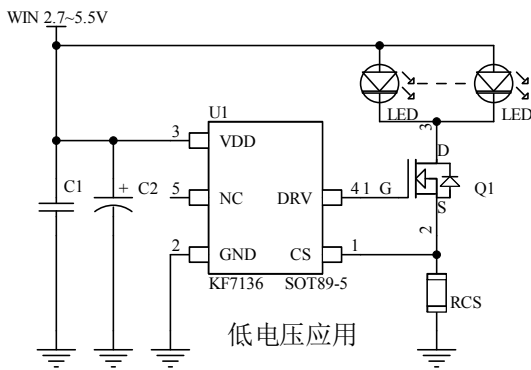 WIN 2.7~5.5V
LED
LED
U1
3
VDD
3
D
C1
+
C2
5
NC
DRV
4
1
G
Q1
S
2
GND
CS
1
2
KF7136
SOT89-5
RCS
低电压应用